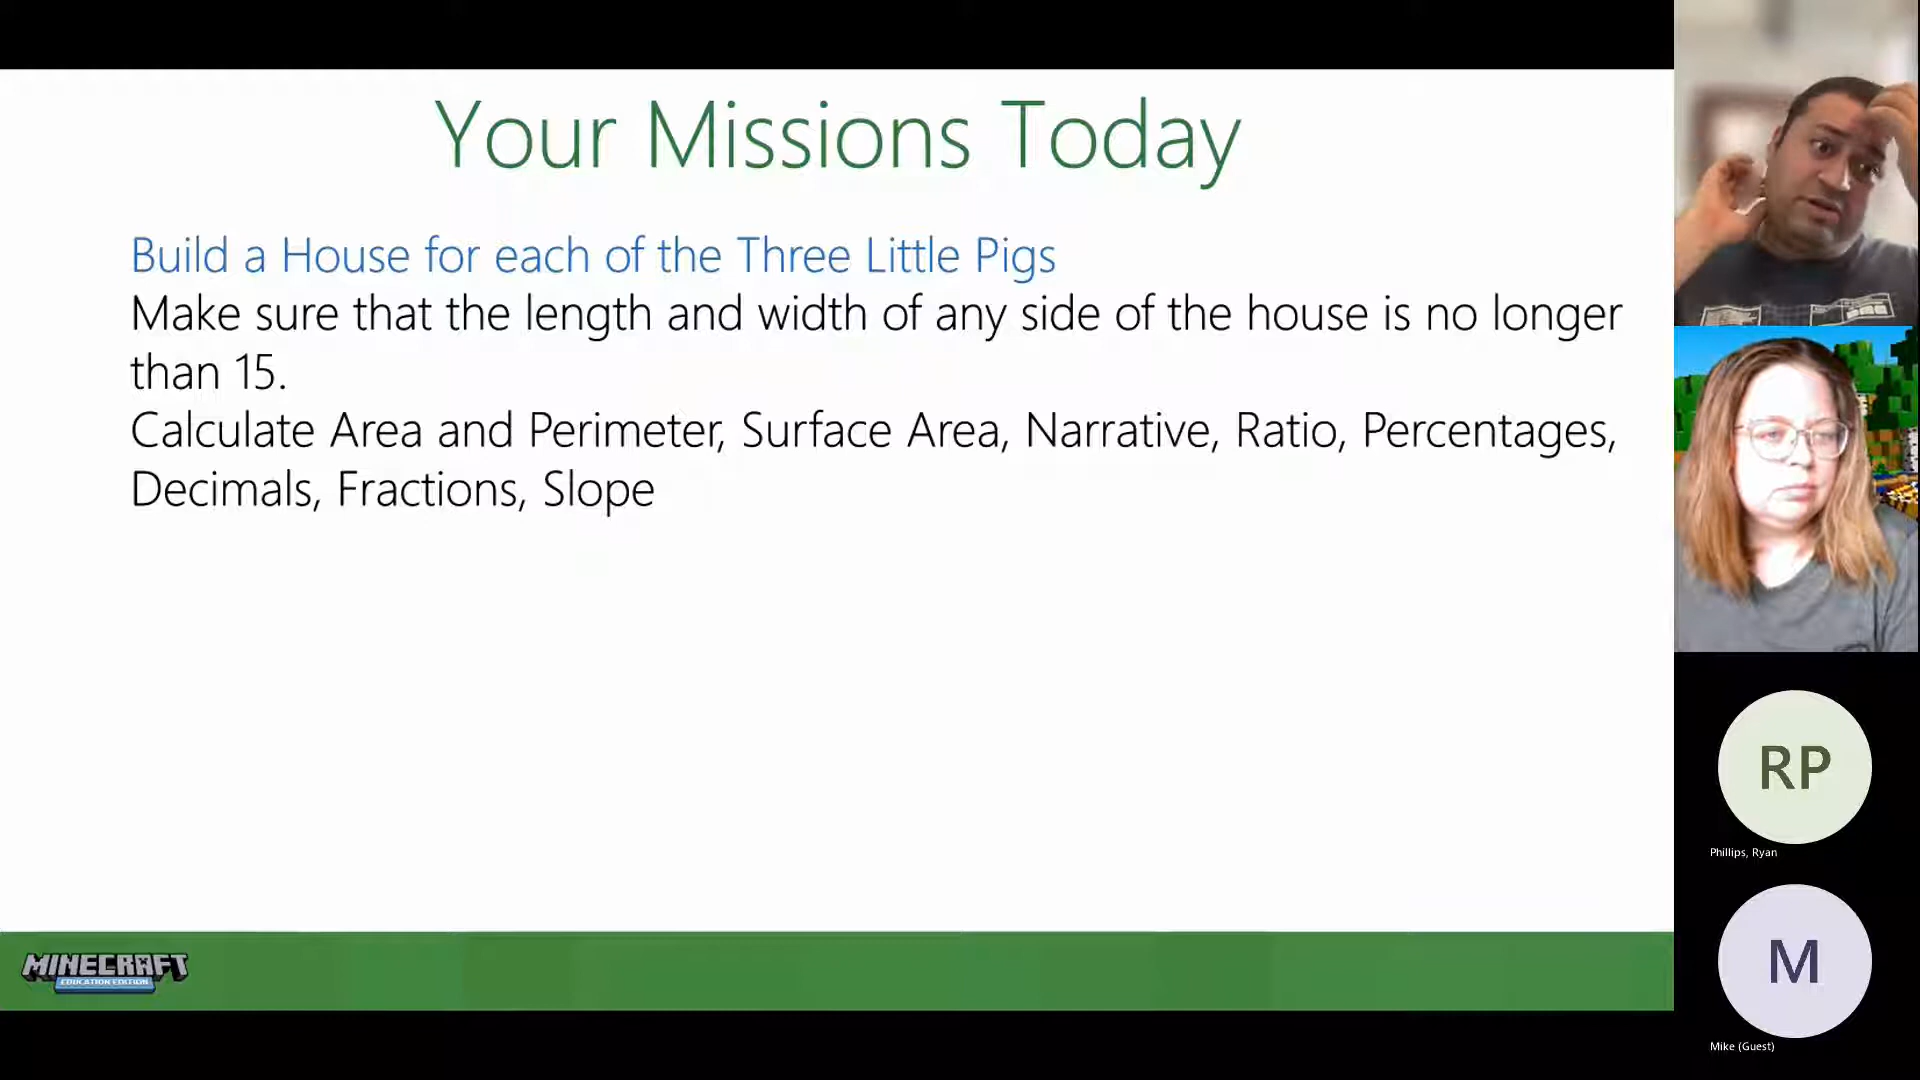 Your Missions Today
Build a House for each of the Three Little Pigs
Make sure that the length and width of any side of the house is no longer
than 15.
Calculate Area and Perimeter, Surface Area, Narrative, Ratio, Percentages,
Decimals, Fractions, Slope
MINECRAFT
EDUCATION EDITION
RP
Phillips, Ryan
M
Mike (Guest)